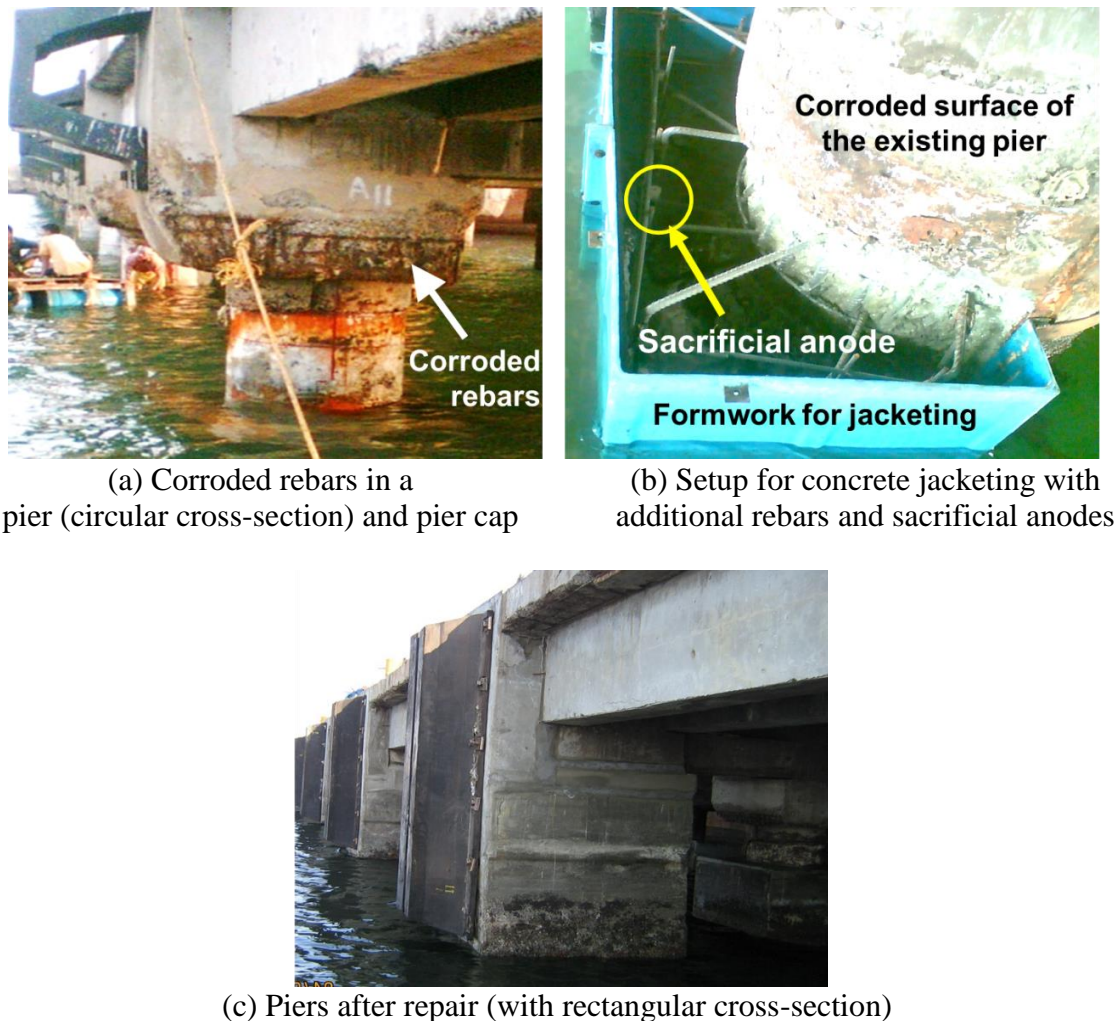 A11
Corroded
rebars
Corroded surface of
the existing pier
Sacrificial anode
Formwork for jacketing
(a) Corroded rebars in a
pier (circular cross-section) and pier cap
(b) Setup for concrete jacketing with
additional rebars and sacrificial anodes
(c) Piers after repair (with rectangular cross-section)